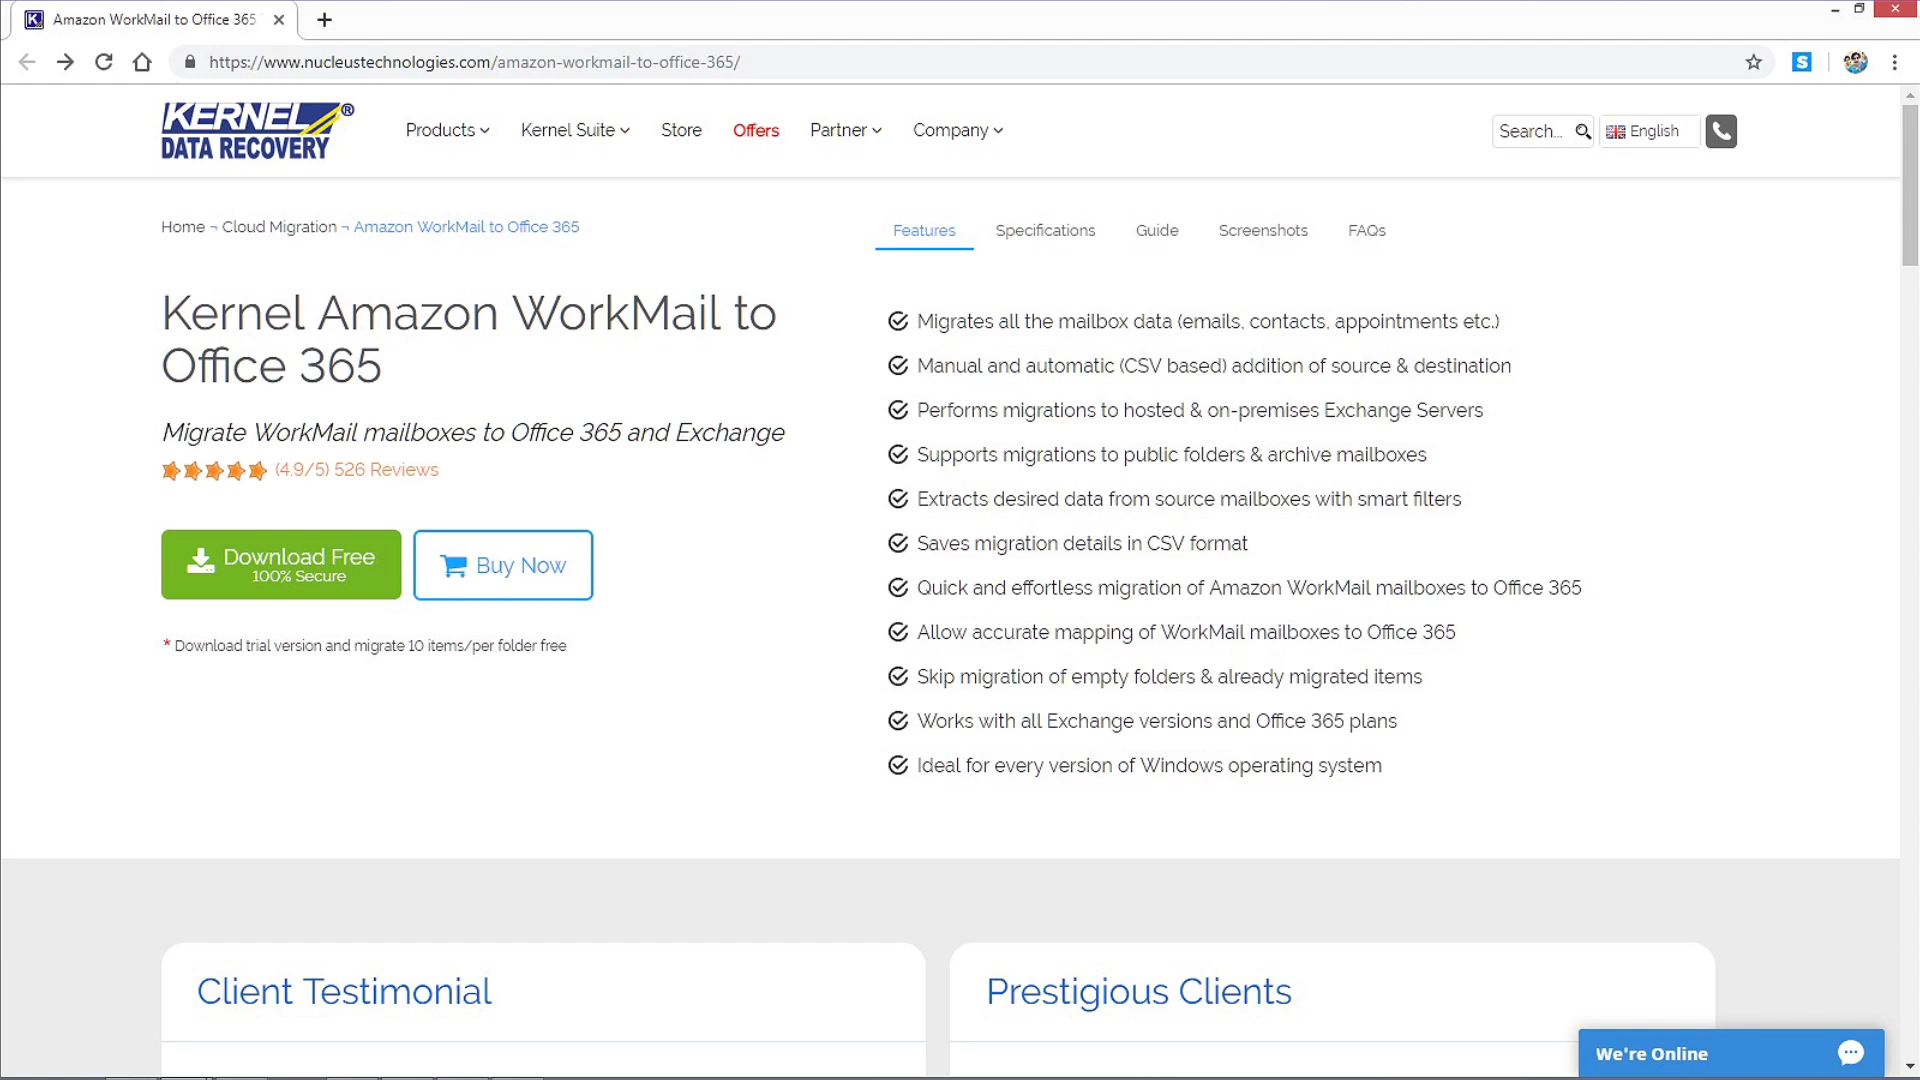 Amazon WorkMail to Office 365
https://www.nucleustechnologies.com/amazon-workmail-to-office-365/
KERNEL®
DATA RECOVERY
Products
Kernel Suite
Store
Offers
Partner
Company
Search...
English
Home ¬ Cloud Migration ¬ Amazon WorkMail to Office 365
Features
Specifications
Guide
Screenshots
FAQs
Kernel Amazon WorkMail to
Office 365
Migrate WorkMail mailboxes to Office 365 and Exchange
(4.9/5) 526 Reviews
Download Free
100% Secure
Buy Now
* Download trial version and migrate 10 items/per folder free
Migrates all the mailbox data (emails, contacts, appointments etc.)
Manual and automatic (CSV based) addition of source & destination
Performs migrations to hosted & on-premises Exchange Servers
Supports migrations to public folders & archive mailboxes
Extracts desired data from source mailboxes with smart filters
Saves migration details in CSV format
Quick and effortless migration of Amazon WorkMail mailboxes to Office 365
Allow accurate mapping of WorkMail mailboxes to Office 365
Skip migration of empty folders & already migrated items
Works with all Exchange versions and Office 365 plans
Ideal for every version of Windows operating system
Client Testimonial
Prestigious Clients
We're Online